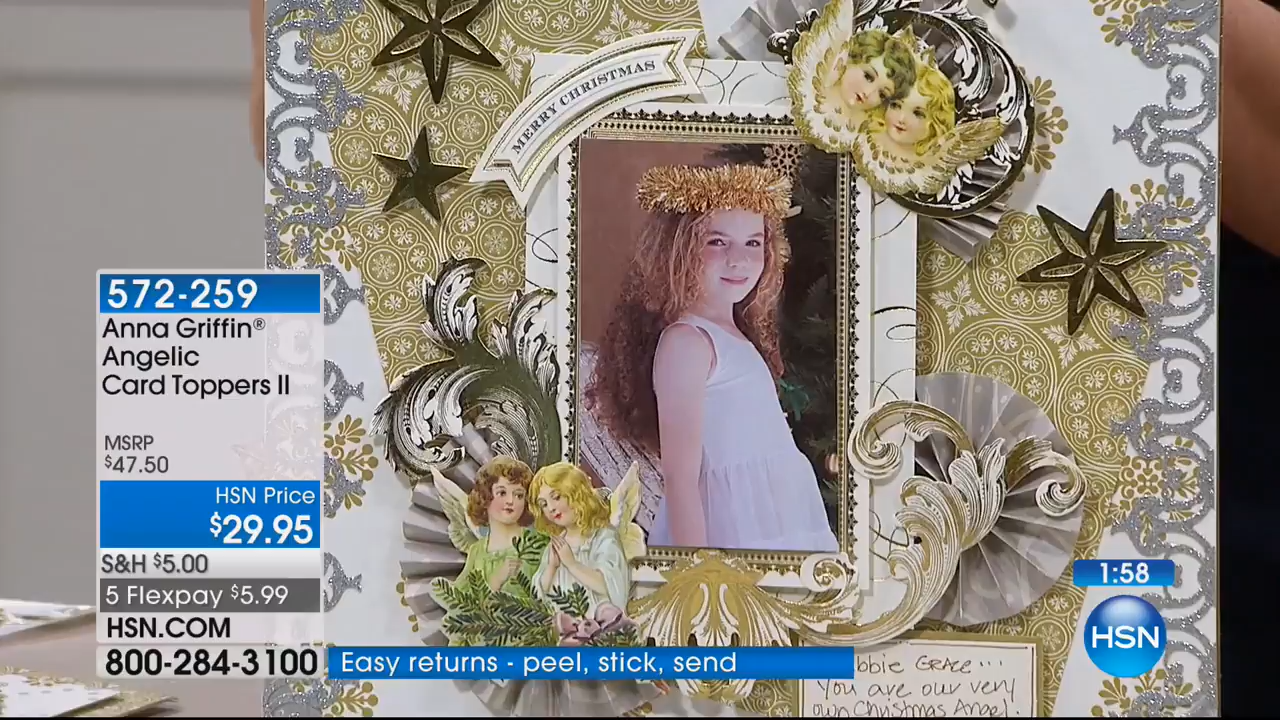 MERRY CHRISTMAS
572-259
Anna Griffin®
Angelic
Card Toppers II
MSRP
$47.50
HSN Price
$29.95
S&H $5.00
5 Flexpay $5.99
HSN.COM
800-284-3100
Easy returns - peel, stick, send
1:58
HSN
GRACE...
you are our very
own Christmas Angel.